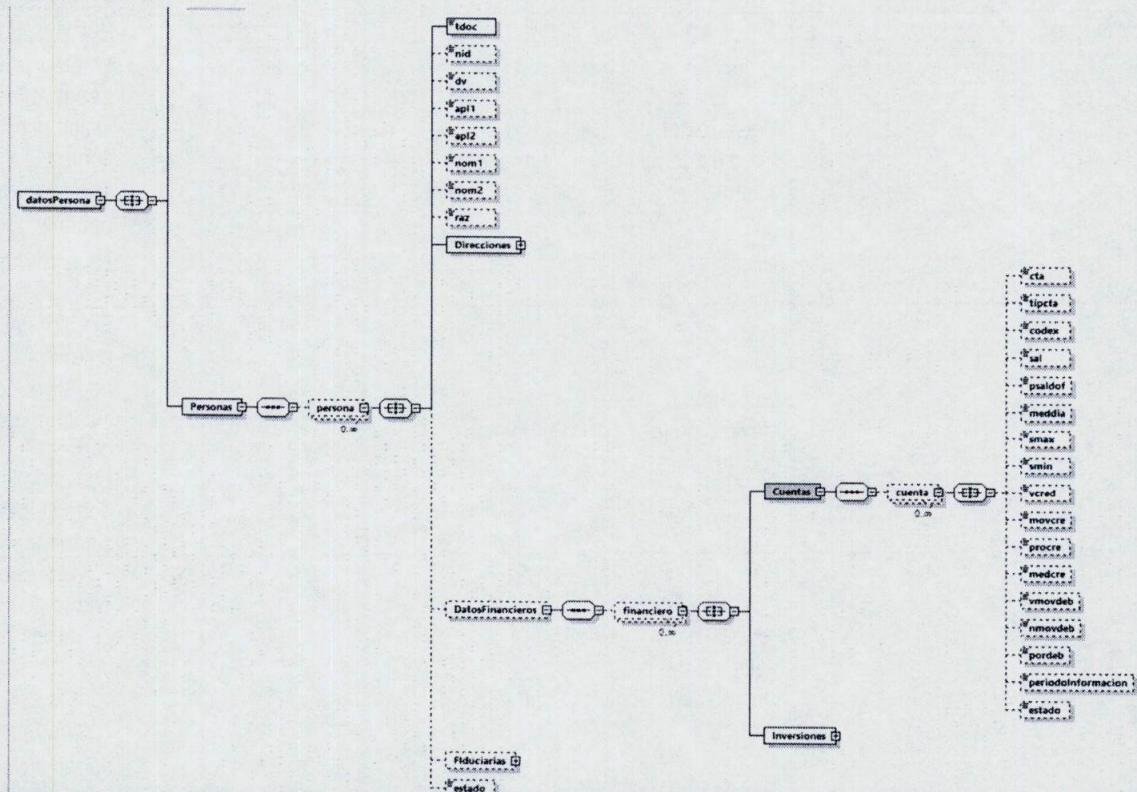 tdoc
nid
dv
apl1
apl2
nom1
nom2
raz
datosPersona
Direcciones
cta
tipcta
codex
sal
psaldof
Personas
persona
0..∞
meddia
smax
smin
Cuentas
cuenta
0..∞
vcred
movcre
procre
medcre
DatosFinancieros
financiero
0..∞
vmovdeb
nmovdeb
pordeb
periodoInformacion
estado
Inversiones
Fiduciarias
estado